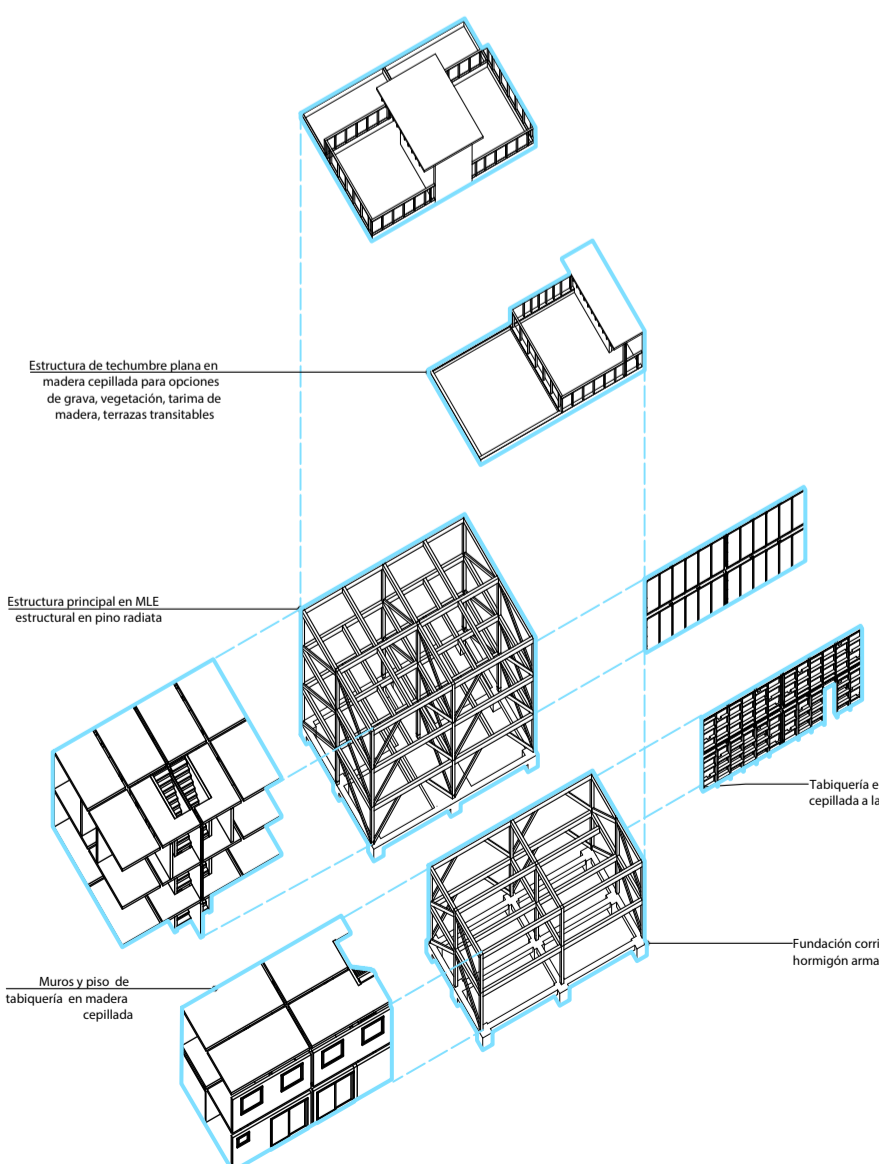 Estructura de techumbre plana en
madera cepillada para opciones
de grava, vegetación, tarima de
madera, terrazas transitables
Estructura principal en MLE
estructural en pino radiata
Tabiquería e
cepillada a la
Fundación corri
hormigón arma
Muros y piso de
tabiquería en madera
cepillada